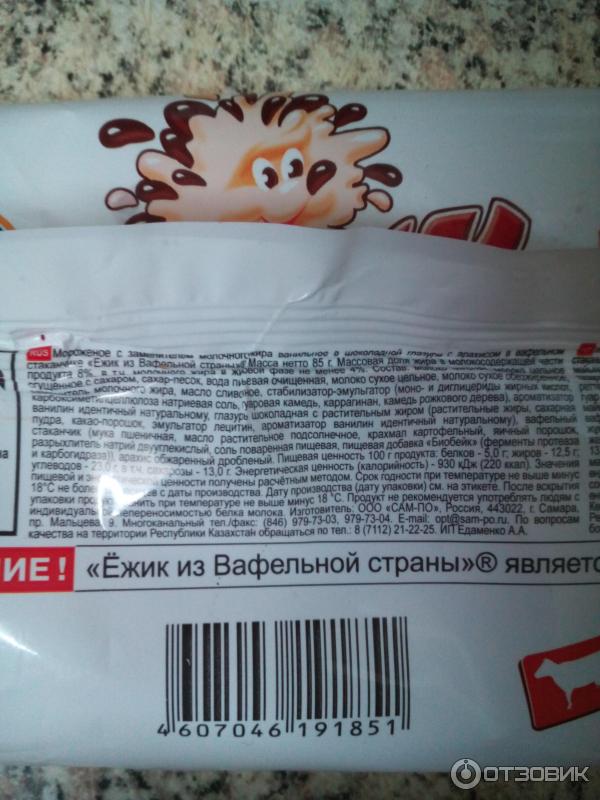 RUS Мороженое с заменителем молочного жира ванильное в шоколадной глазури с арахисом в вафельном
стаканчике «Ёжик из Вафельной страны» Масса нетто 85 г. Массовая доля жира в молокосодержащей части
продукта 8%, в т.ч. молочного жира в жировой фазе не менее Состав: молоко
сгущенное с сахаром, сахар-песок, вода питьевая очищенная, молоко сухое цельное, молоко сухое обезжиренное,
молочного жира, масло сливочное, стабилизатор-эмульгатор (моно- и диглицериды жирных кислот,
карбоксиметилцеллюлоза натриевая соль, гуаровая камедь, карраганан, камедь рожкового дерева), ароматизатор
ванилин идентичный натуральному, глазурь шоколадная с растительным жиром (растительные жиры, сахарная
пудра, какао-порошок, эмульгатор лецитин, ароматизатор ванилин идентичный натуральному), вафельный
стаканчик (мука пшеничная, масло растительное подсолнечное, крахмал картофельный, яичный порошок,
разрыхлитель натрий двууглекислый, соль поваренная пищевая, пищевая добавка «Биобейк» (ферменты протеаза
и карбогидраза)), арахис обжаренный дробленый. Пищевая ценность 100 г продукта: белков - 5,0 г; жиров - 12,5 г;
углеводов - 23,0 г, в т.ч. сахарозы - 13,0 г. Энергетическая ценность (калорийность) - 930 кДж (220 ккал). Значения
пищевой и энергетической ценности получены расчётным методом. Срок годности при температуре не выше минус
18°С не более с даты производства. Дату производства (дату упаковки) см. на этикетке. После вскрытия
упаковки хранить при температуре не выше минус 18°С. Продукт не рекомендуется употреблять людям с
индивидуальной непереносимостью белка молока. Изготовитель: ООО «САМ-ПО», Россия, 443022, г. Самара,
пр. Мальцева, 9. Многоканальный тел./факс: (846) 979-73-03, 979-73-04. E-mail: opt@sam-po.ru. По вопросам
качества на территории Республики Казахстан обращаться по тел.: 8 (7112) 21-22-25. ИП Едаменко А.А.
на
ИЕ! «Ёжик из Вафельной страны»® являетс
4 607046 191851
ОТЗОВИК